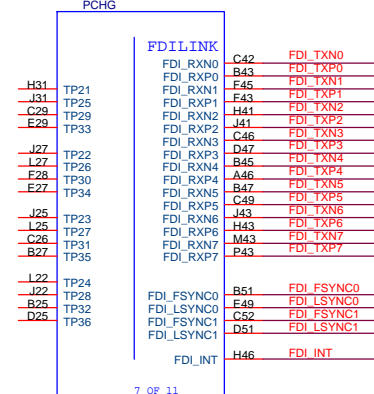 PCHG
FDILINK
FDI_RXN0 C42 FDI_TXN0
FDI_RXP0 B43 FDI_TXP0
H31 TP21 FDI_RXN1 F45 FDI_TXN1
J31 TP25 FDI_RXP1 F43 FDI_TXP1
C29 TP29 FDI_RXN2 H41 FDI_TXN2
E29 TP33 FDI_RXP2 J41 FDI_TXP2
FDI_RXN3 C46 FDI_TXN3
J27 TP22 FDI_RXP3 D47 FDI_TXP3
L27 TP26 FDI_RXN4 B45 FDI_TXN4
F28 TP30 FDI_RXP4 A46 FDI_TXP4
E27 TP34 FDI_RXN5 B47 FDI_TXN5
FDI_RXP5 C49 FDI_TXP5
J25 TP23 FDI_RXN6 J43 FDI_TXN6
L25 TP27 FDI_RXP6 H43 FDI_TXP6
C26 TP31 FDI_RXN7 M43 FDI_TXN7
B27 TP35 FDI_RXP7 P43 FDI_TXP7
L22 TP24
J22 TP28 FDI_FSYNC0 B51 FDI_FSYNC0
B25 TP32 FDI_LSYNC0 E49 FDI_LSYNC0
D25 TP36 FDI_FSYNC1 C52 FDI_FSYNC1
FDI_LSYNC1 D51 FDI_LSYNC1
FDI_INT H46 FDI_INT
7 OF 11